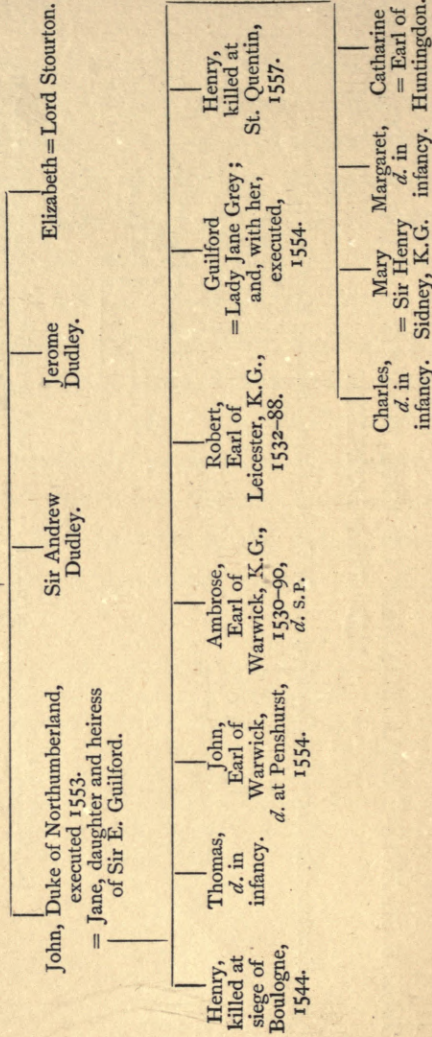 John, Duke of Northumberland,
executed 1553.
= Jane, daughter and heiress
of Sir E. Guilford.
Sir Andrew
Dudley.
Jerome
Dudley.
Elizabeth = Lord Stourton.
Henry,
killed at
siege of
Boulogne,
1544.
Thomas,
d. in
infancy.
John,
Earl of
Warwick,
d. at Penshurst,
1554.
Ambrose,
Earl of
Warwick, K.G.,
1530–90,
d. s.P.
Robert,
Earl of
Leicester, K.G.,
1532–88.
Guilford
= Lady Jane Grey;
and, with her,
executed,
1554.
Henry,
killed at
St. Quentin,
1557.
Charles,
d. in
infancy.
Mary
= Sir Henry
Sidney, K.G.
Margaret,
d. in
infancy.
Catharine
= Earl of
Huntingdon.